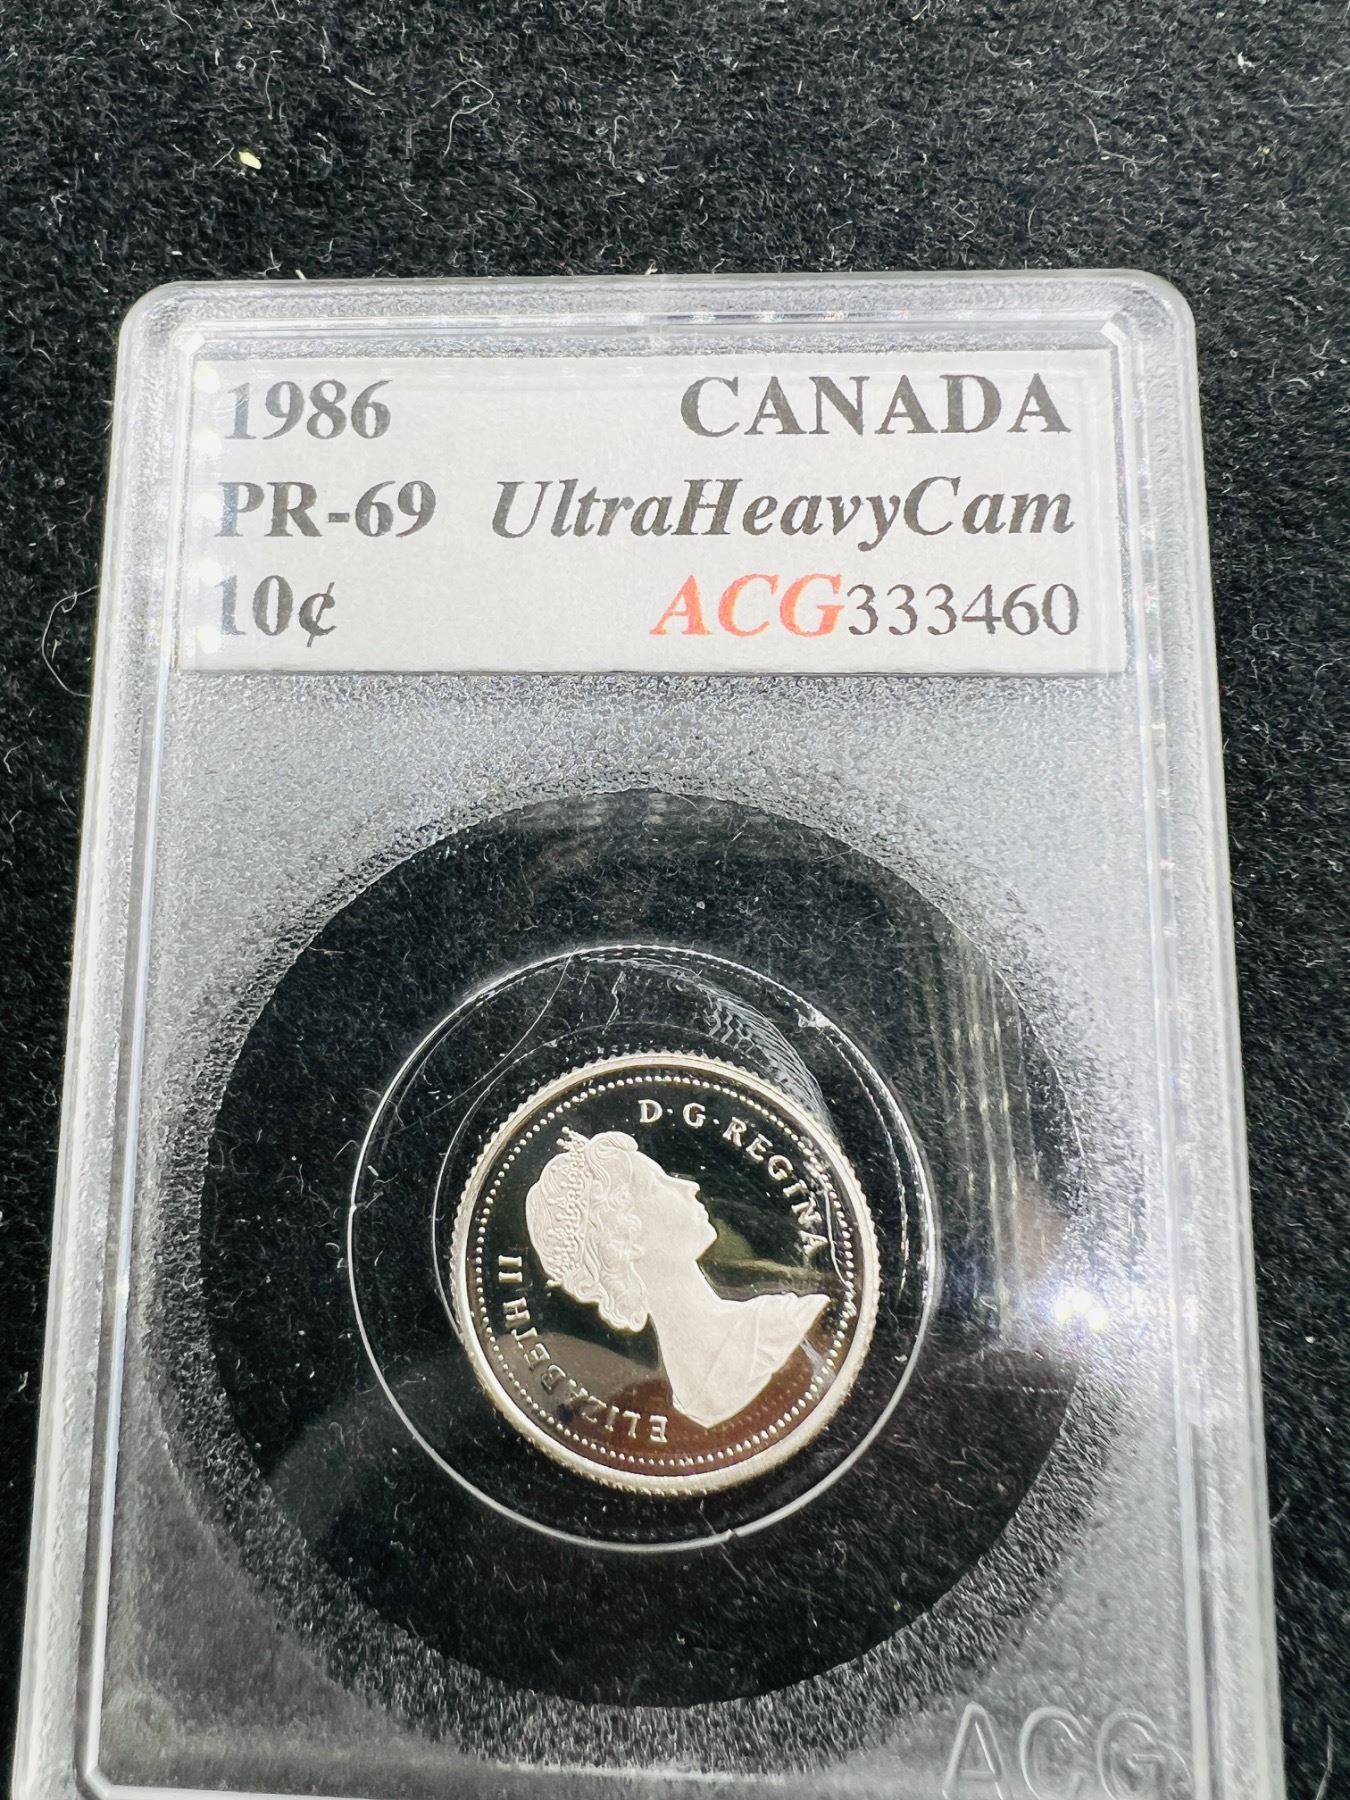 1986 CANADA
PR-69 UltraHeavyCam
10¢ ACG333460
ELIZABETH II D·G·REGINA
ACG